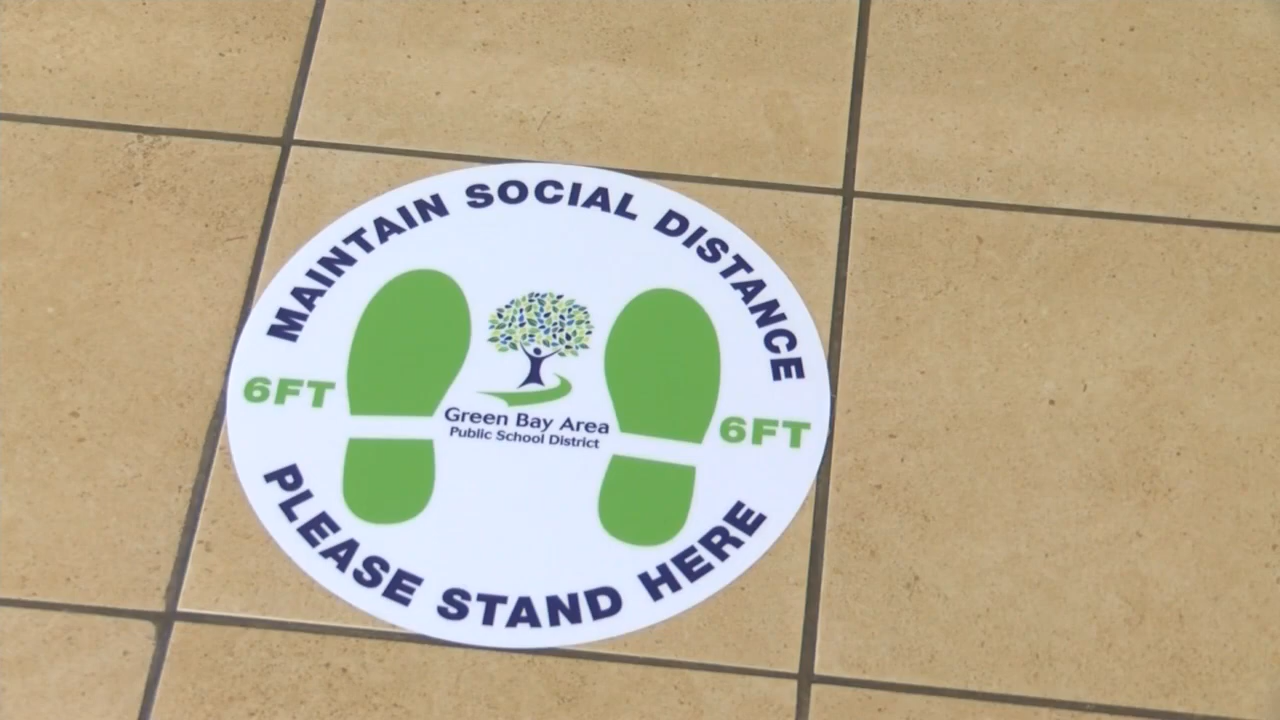 MAINTAIN SOCIAL DISTANCE
6FT
Green Bay Area
Public School District
6FT
PLEASE STAND HERE